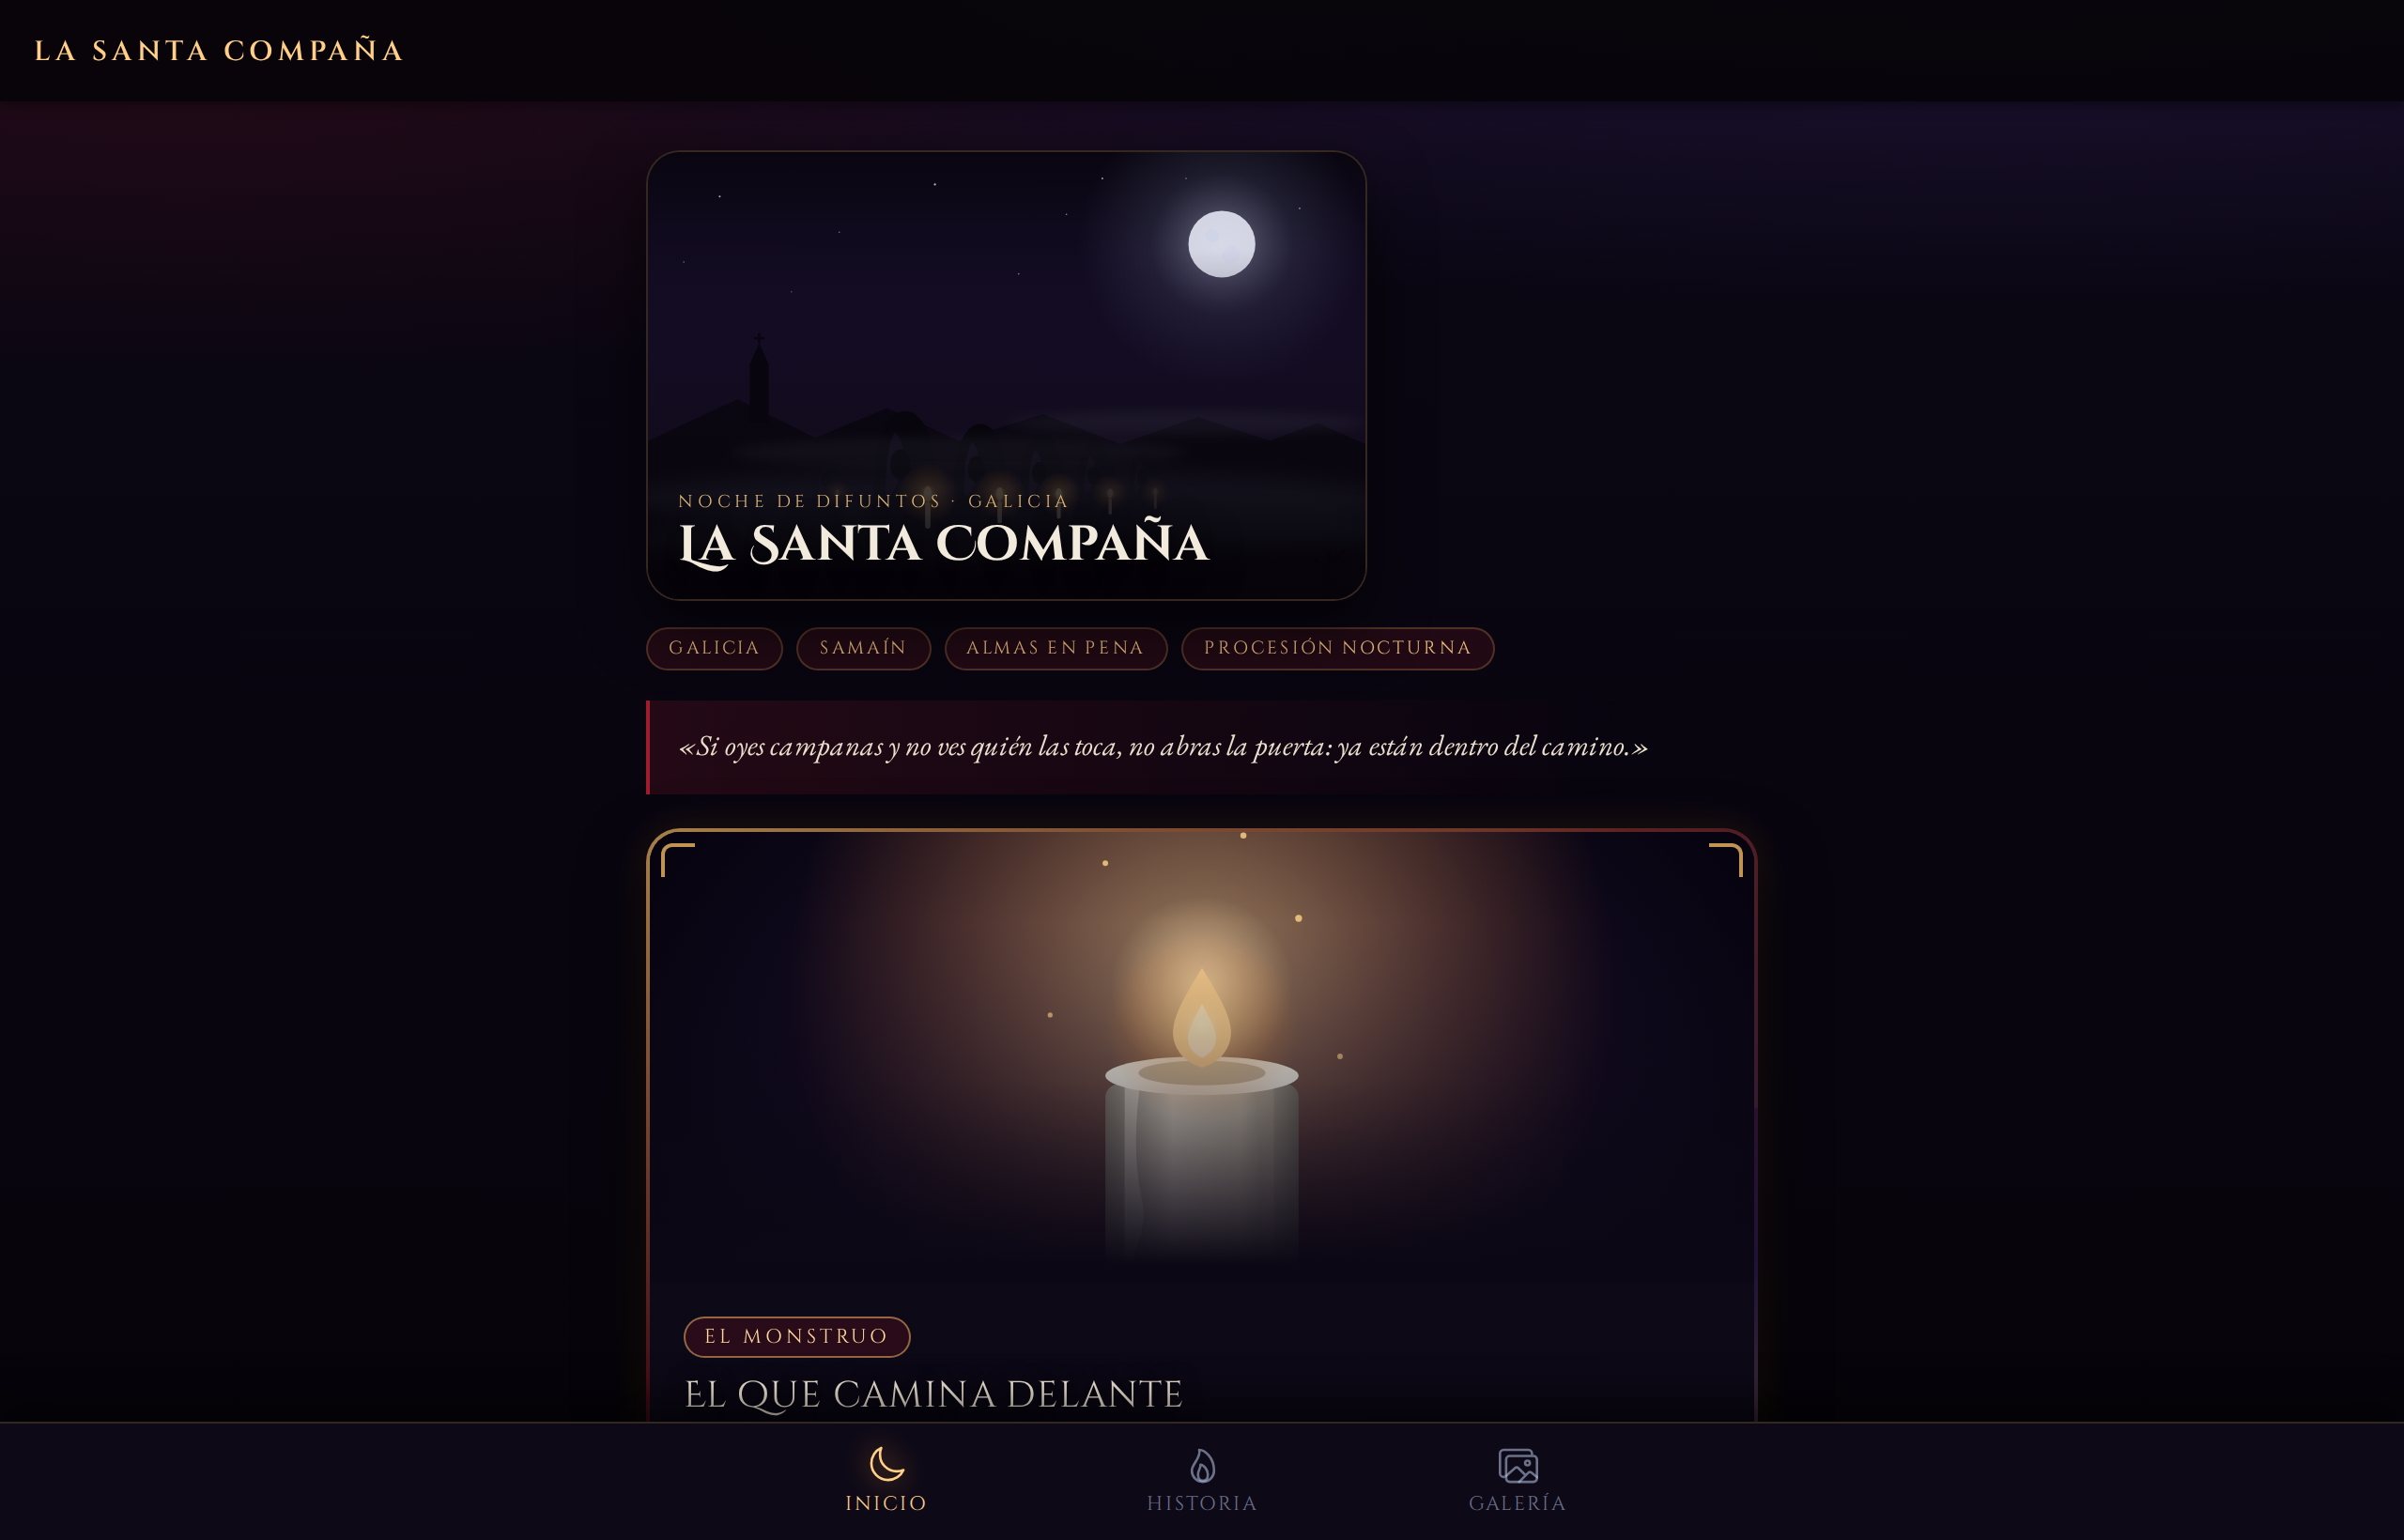 LA SANTA COMPAÑA
NOCHE DE DIFUNTOS · GALICIA
LA SANTA COMPAÑA
GALICIA
SAMAÍN
ALMAS EN PENA
PROCESIÓN NOCTURNA
«Si oyes campanas y no ves quién las toca, no abras la puerta: ya están dentro del camino.»
EL MONSTRUO
EL QUE CAMINA DELANTE
INICIO
HISTORIA
GALERÍA